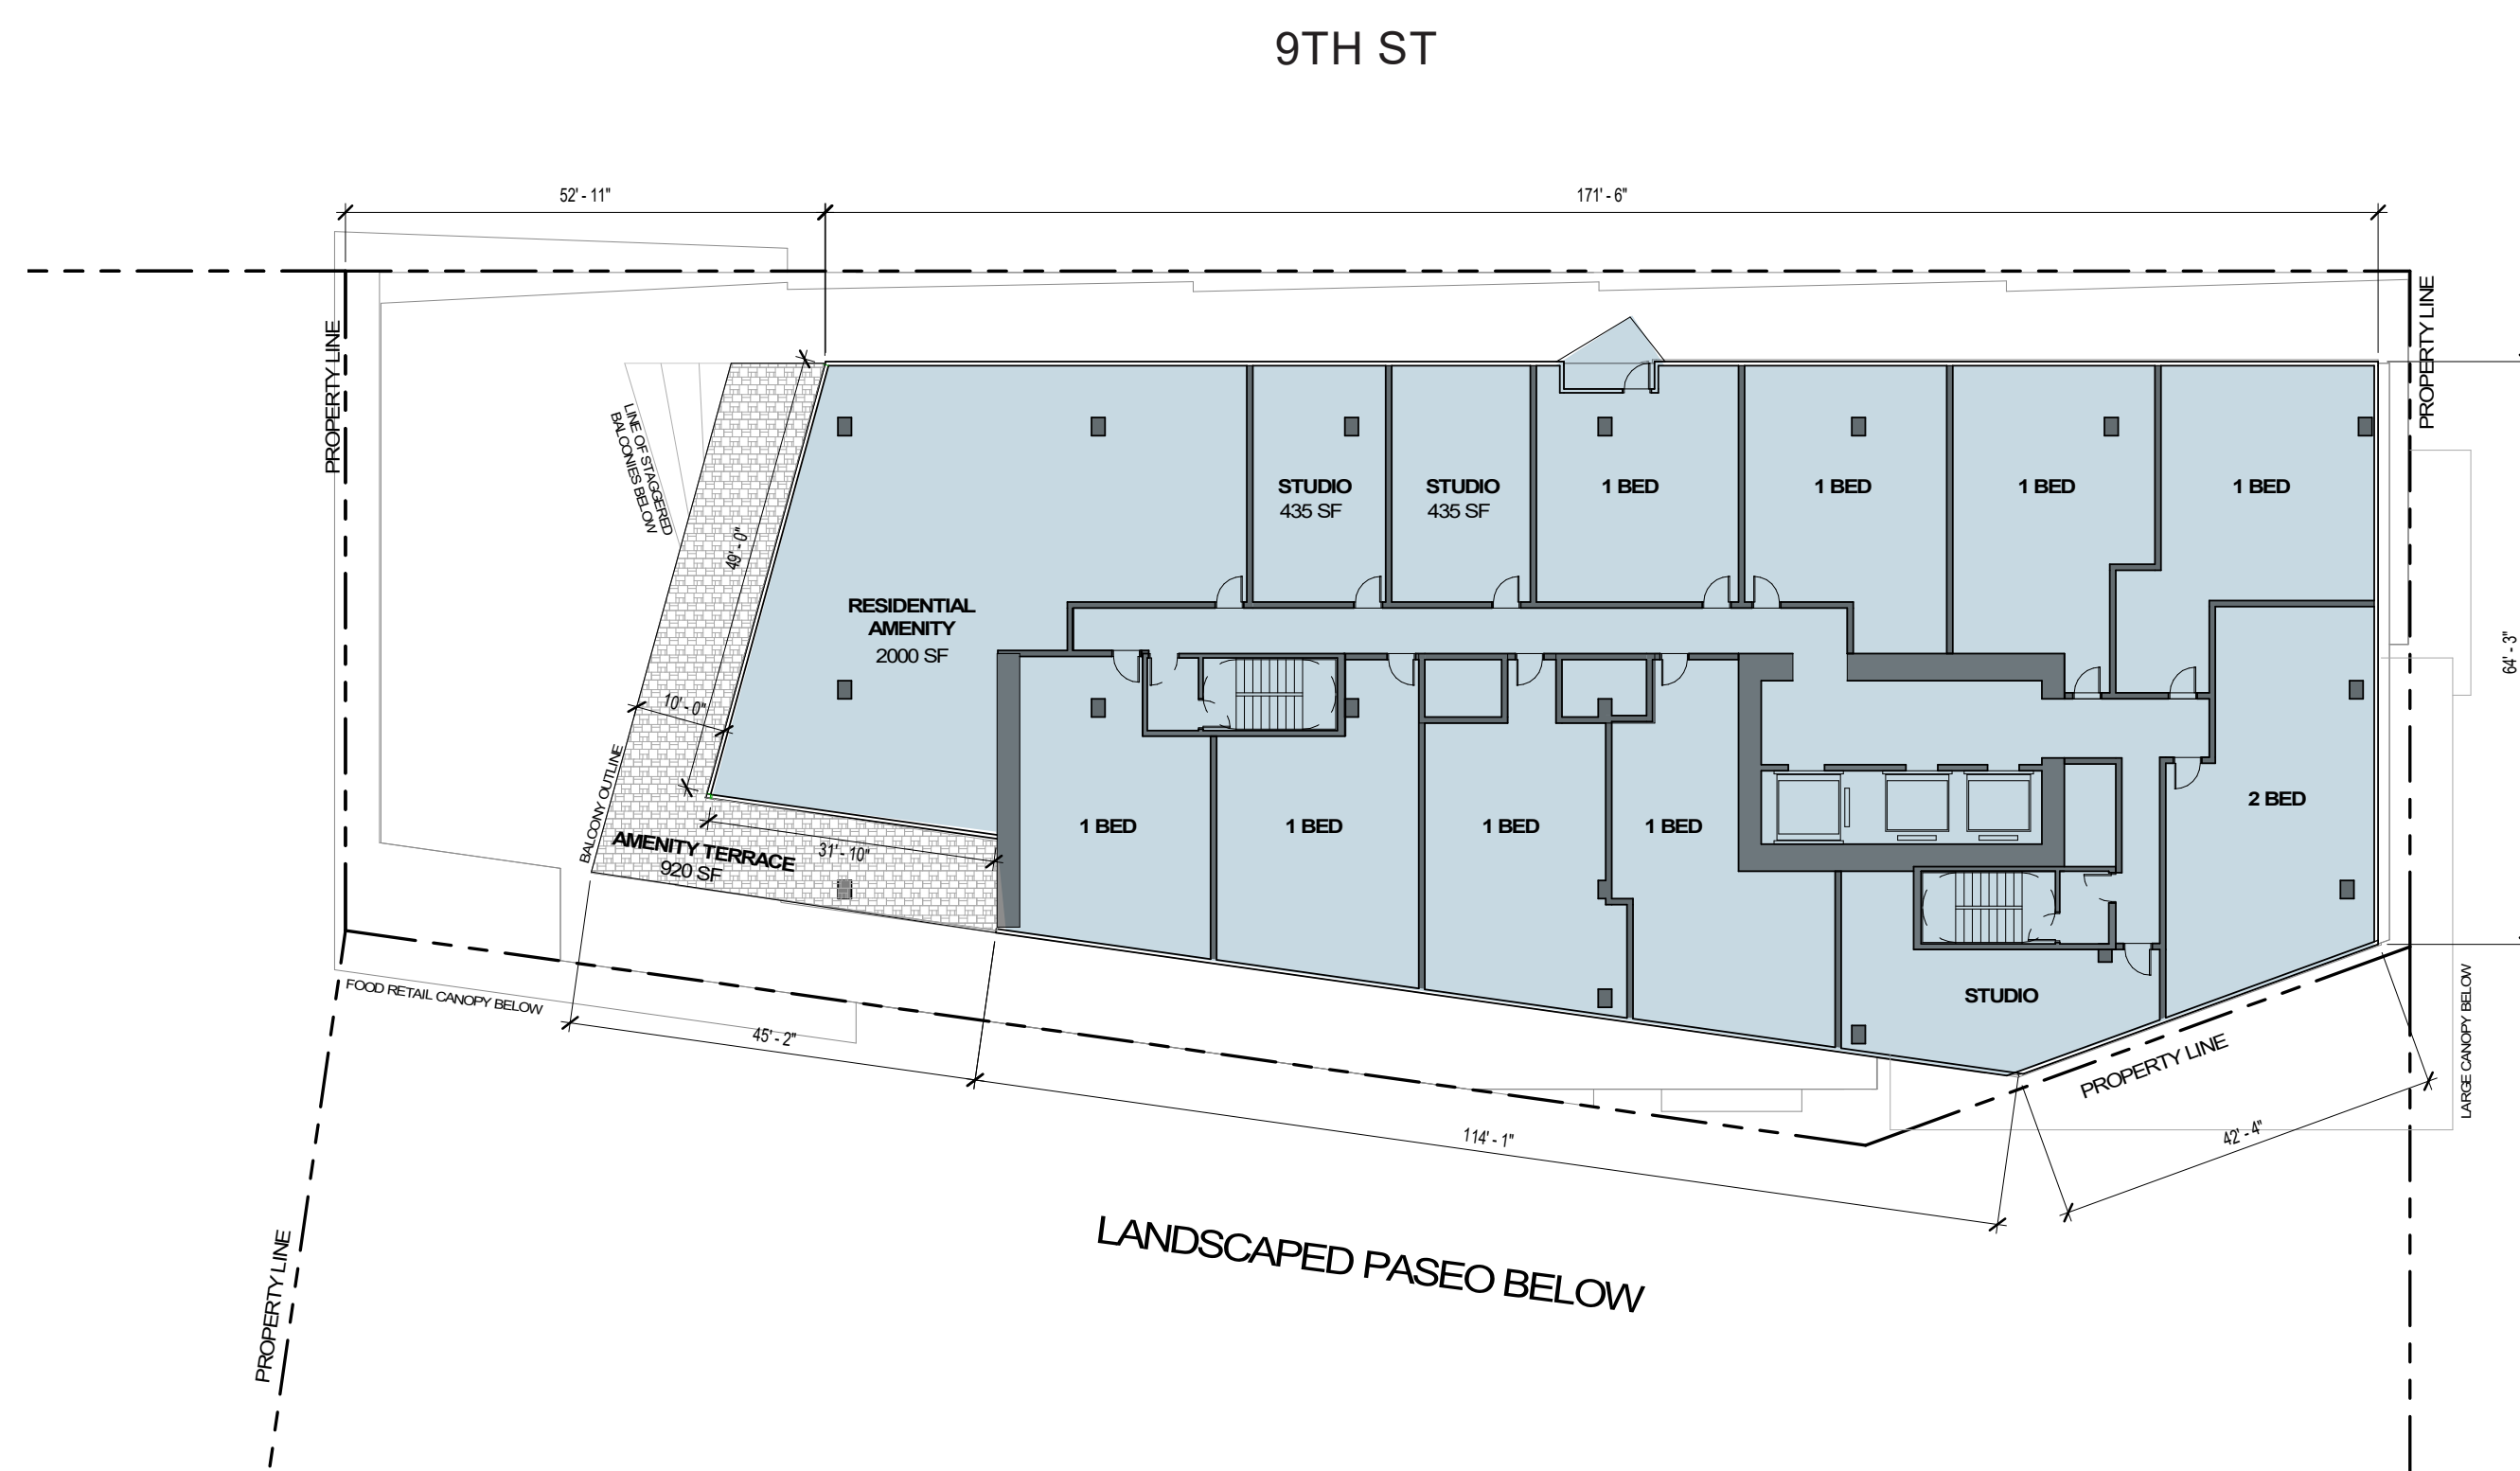 9TH ST
52' - 11"
171' - 6"
PROPERTY LINE
PROPERTY LINE
LINE OF STAGGERED
BALCONIES BELOW
49' - 0"
STUDIO
435 SF
STUDIO
435 SF
1 BED
1 BED
1 BED
1 BED
RESIDENTIAL
AMENITY
2000 SF
64' - 3"
10' - 0"
BALCONY OUTLINE
AMENITY TERRACE
920 SF
31' - 10"
1 BED
1 BED
1 BED
1 BED
2 BED
STUDIO
FOOD RETAIL CANOPY BELOW
45' - 2"
PROPERTY LINE
LARGE CANOPY BELOW
114' - 1"
42' - 4"
LANDSCAPED PASEO BELOW
PROPERTY LINE